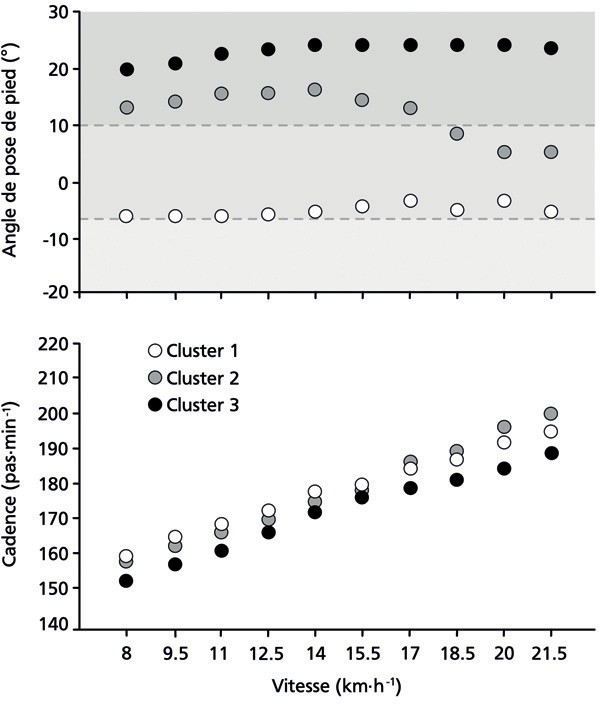 Angle de pose de pied (°)
30
20
10
0
-10
-20
Cadence (pas·min⁻¹)
220
210
200
190
180
170
160
150
140
Cluster 1
Cluster 2
Cluster 3
8 9.5 11 12.5 14 15.5 17 18.5 20 21.5
Vitesse (km·h⁻¹)